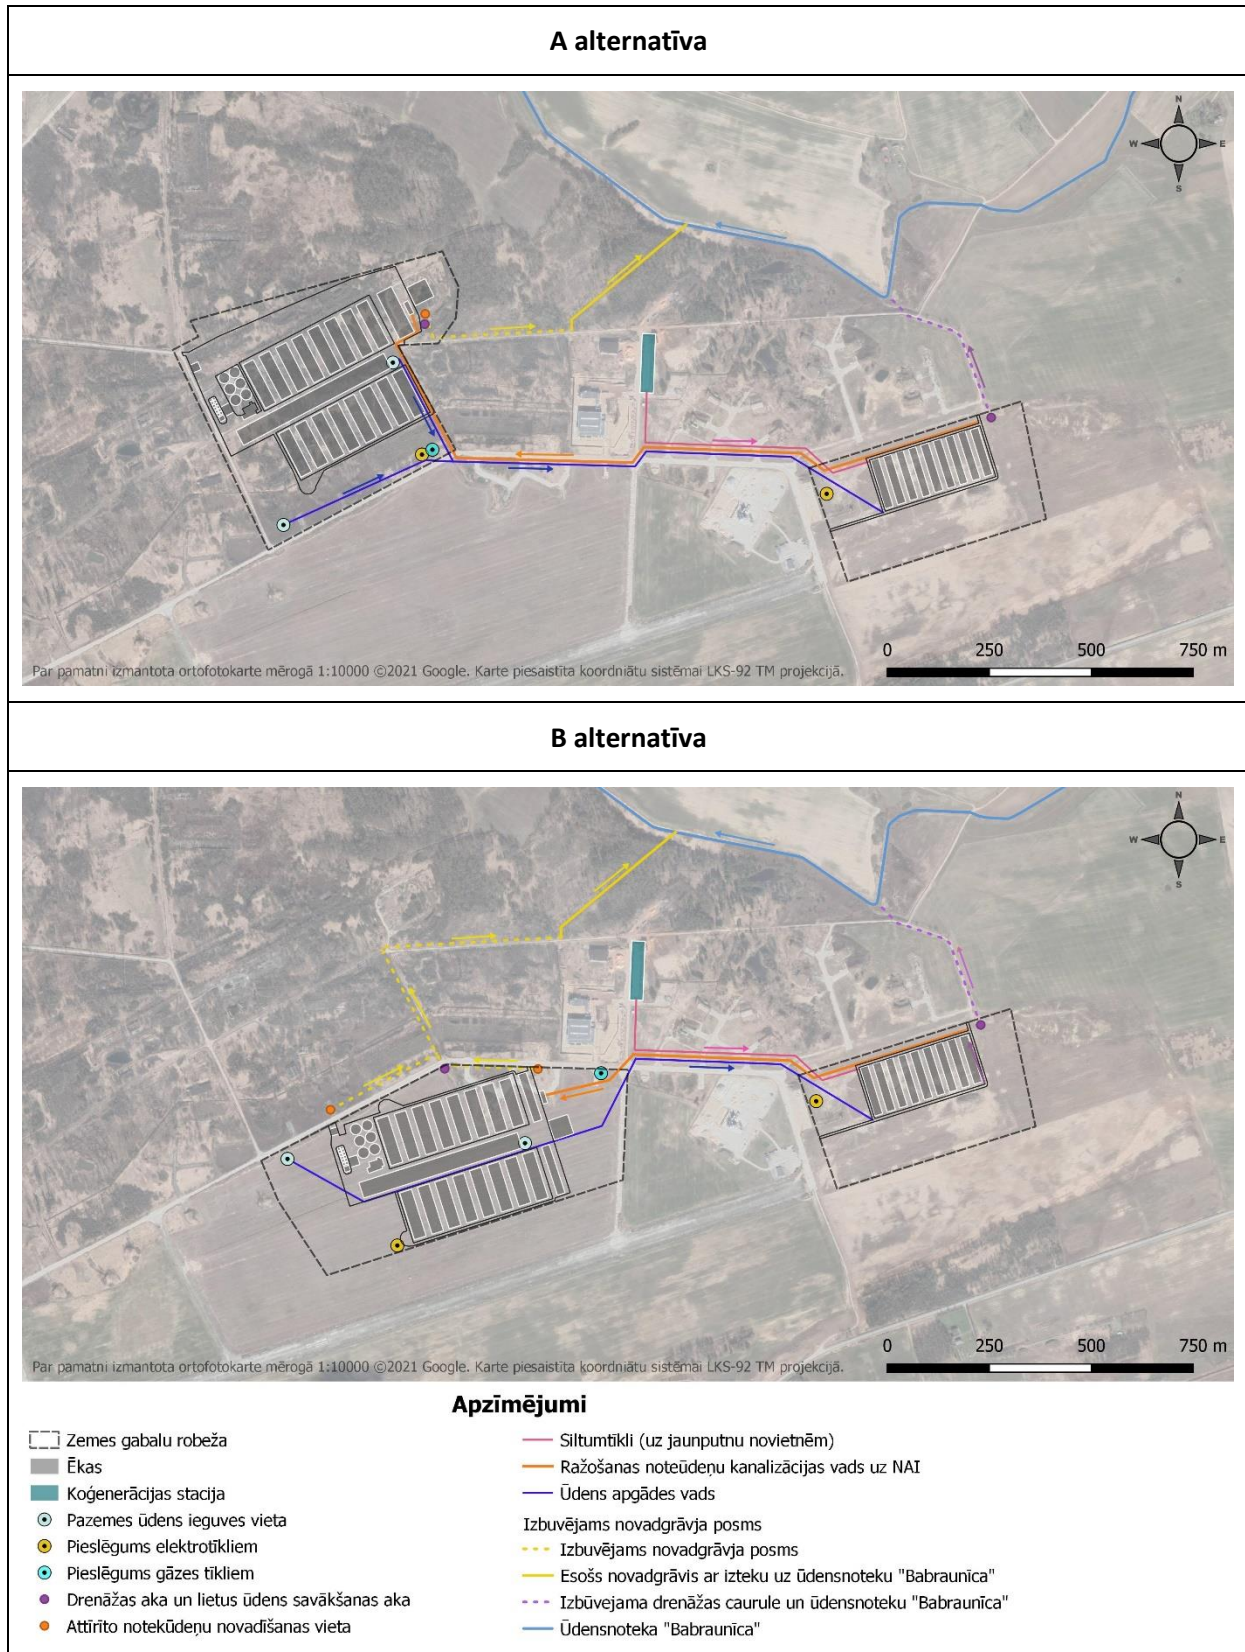 A alternatīva
N
W E
S
0 250 500 750 m
Par pamatni izmantota ortofotokarte mērogā 1:10000 ©2021 Google. Karte piesaistīta koordinātu sistēmai LKS-92 TM projekcijā.
B alternatīva
N
W E
S
0 250 500 750 m
Par pamatni izmantota ortofotokarte mērogā 1:10000 ©2021 Google. Karte piesaistīta koordinātu sistēmai LKS-92 TM projekcijā.
Apzīmējumi
Zemes gabalu robeža
Ēkas
Koģenerācijas stacija
Pazemes ūdens ieguves vieta
Pieslēgums elektrotīkliem
Pieslēgums gāzes tīkliem
Drenāžas aka un lietus ūdens savākšanas aka
Attīrīto notekūdeņu novadīšanas vieta
Siltumtīkli (uz jaunputnu novietnēm)
Ražošanas noteūdeņu kanalizācijas vads uz NAI
Ūdens apgādes vads
Izbuvējams novadgrāvja posms
Izbuvējams novadgrāvja posms
Esošs novadgrāvis ar izteku uz ūdensnoteku "Babraunīca"
Izbūvejama drenāžas caurule un ūdensnoteku "Babraunīca"
Ūdensnoteka "Babraunīca"